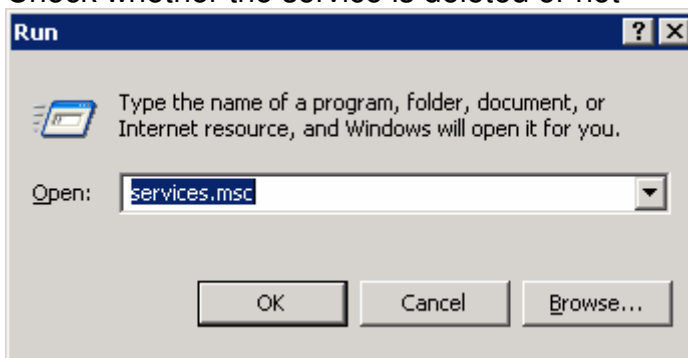 Check whether the service is deleted or not
Run
Type the name of a program, folder, document, or
Internet resource, and Windows will open it for you.
Open: services.msc
OK Cancel Browse...